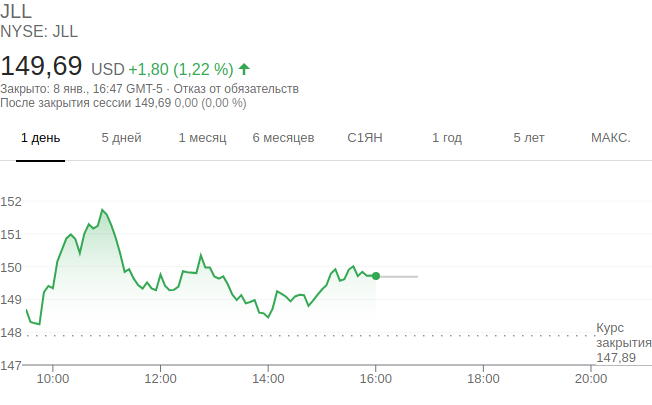 JLL
NYSE: JLL
149,69 USD +1,80 (1,22 %)
Закрыто: 8 янв., 16:47 GMT-5 · Отказ от обязательств
После закрытия сессии 149,69 0,00 (0,00 %)
1 день 5 дней 1 месяц 6 месяцев С1ЯН 1 год 5 лет МАКС.
152
151
150
149
148
Курс
закрытия
147,89
147
10:00 12:00 14:00 16:00 18:00 20:00